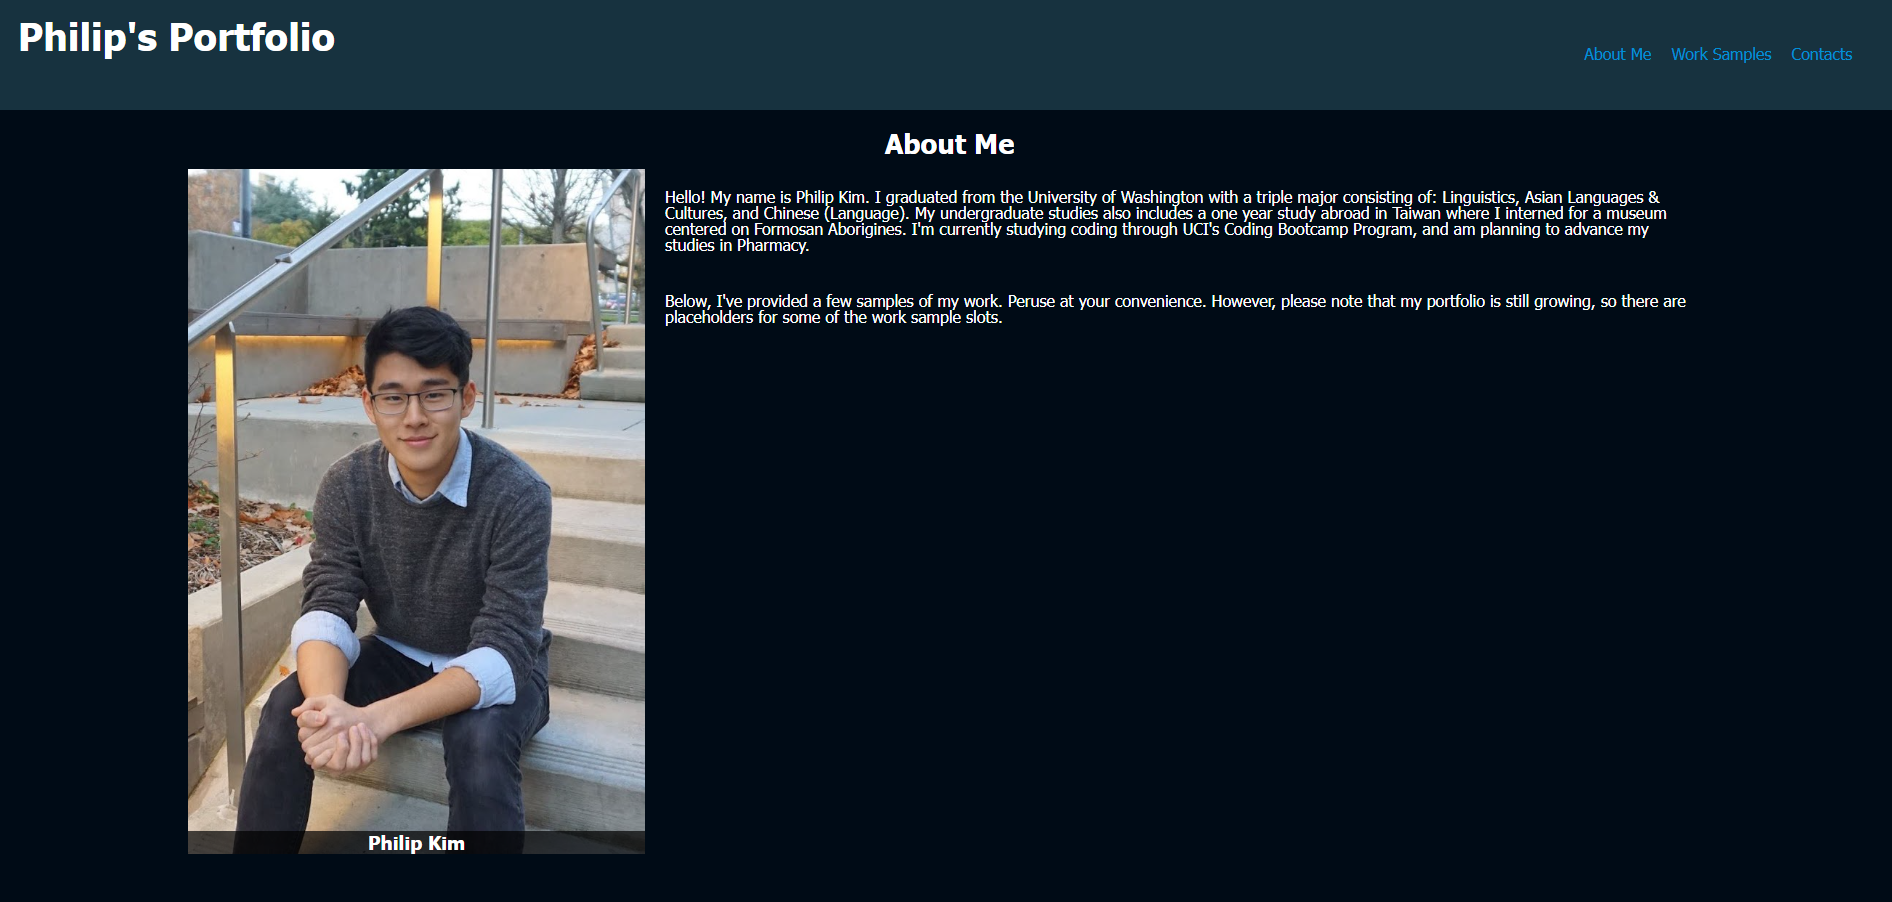 Philip's Portfolio
About Me
Work Samples
Contacts
About Me
Hello! My name is Philip Kim. I graduated from the University of Washington with a triple major consisting of: Linguistics, Asian Languages &
Cultures, and Chinese (Language). My undergraduate studies also includes a one year study abroad in Taiwan where I interned for a museum
centered on Formosan Aborigines. I'm currently studying coding through UCI's Coding Bootcamp Program, and am planning to advance my
studies in Pharmacy.
Below, I've provided a few samples of my work. Peruse at your convenience. However, please note that my portfolio is still growing, so there are
placeholders for some of the work sample slots.
Philip Kim